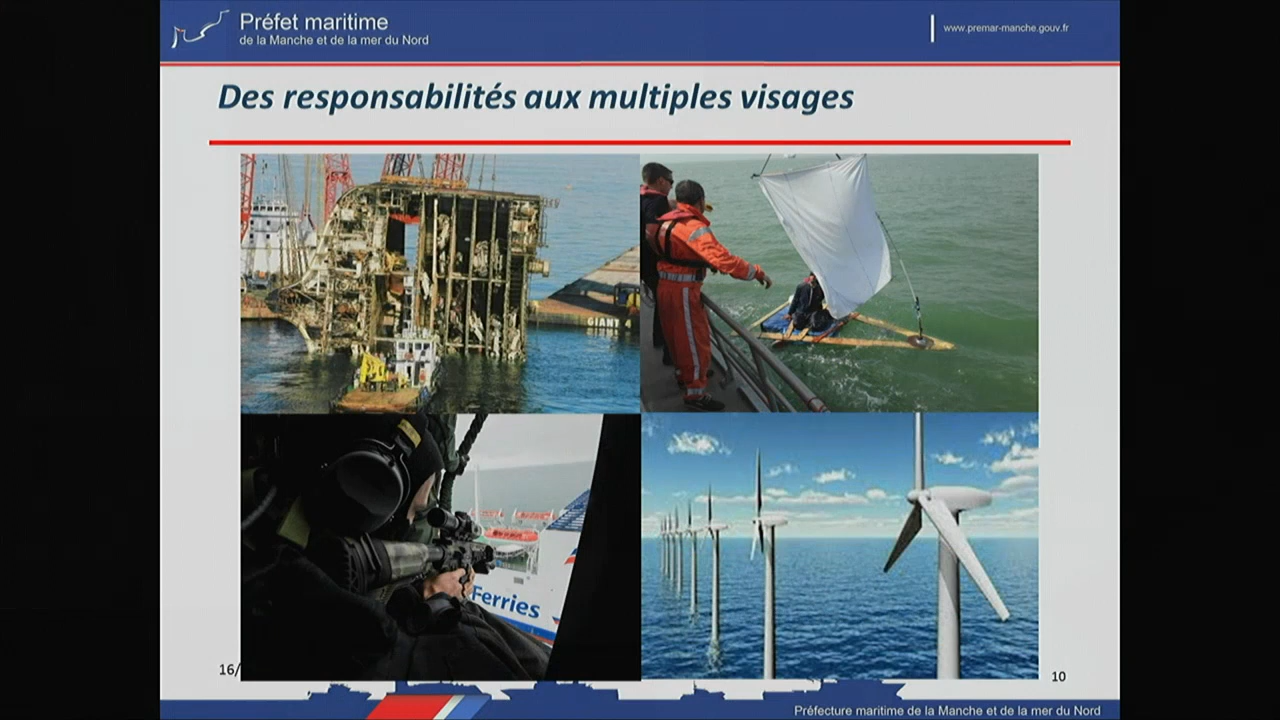 Préfet maritime
de la Manche et de la mer du Nord
www.premar-manche.gouv.fr
Des responsabilités aux multiples visages
Ferries
16/
10
Préfecture maritime de la Manche et de la mer du Nord